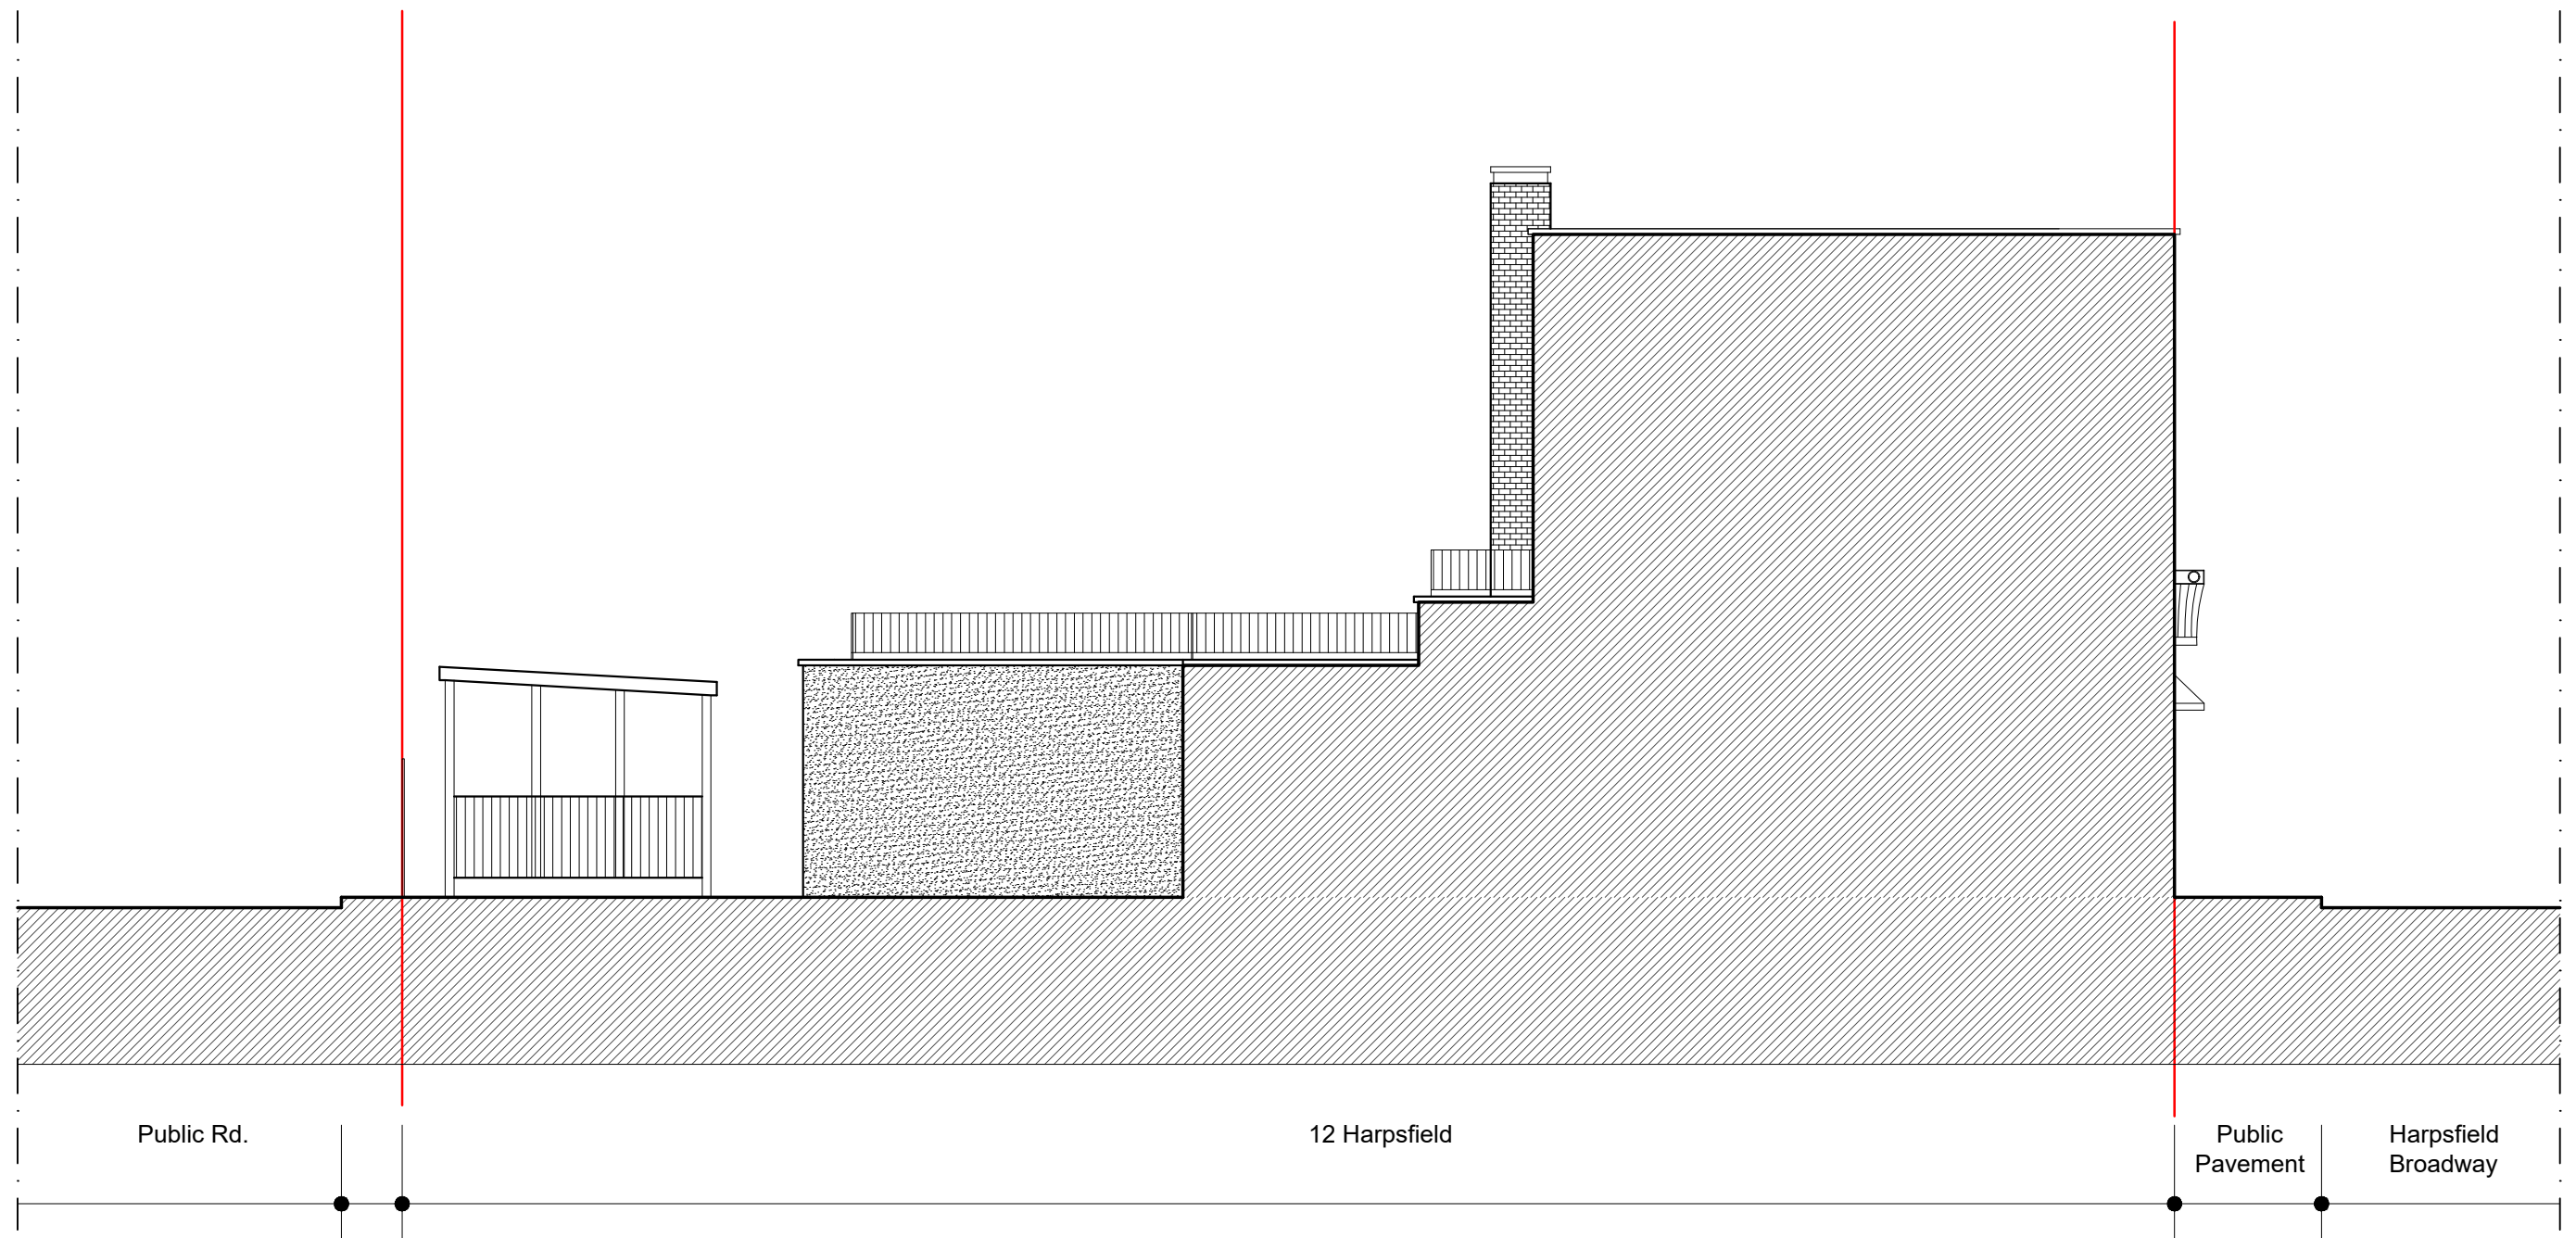 Public Rd.
12 Harpsfield
Public
Pavement
Harpsfield
Broadway